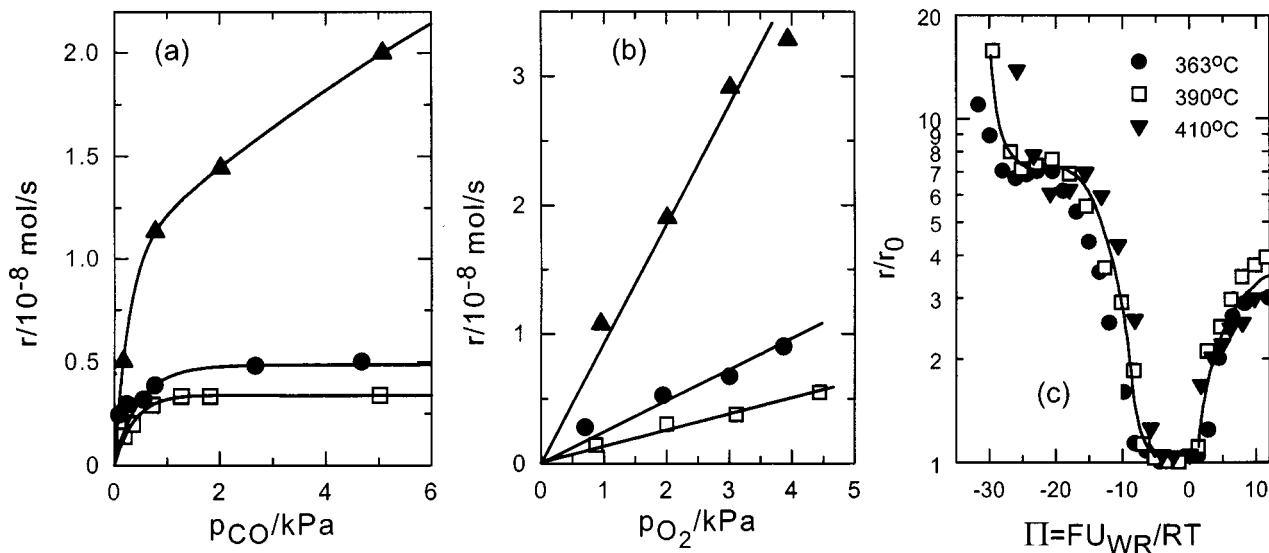 (a)
r/10⁻⁸ mol/s
2.0
1.5
1.0
0.5
0
0 2 4 6
pCO/kPa
(b)
r/10⁻⁸ mol/s
3
2
1
0
0 1 2 3 4 5
pO₂/kPa
(c)
r/r₀
20
10
9
8
7
6
5
4
3
2
1
363°C
390°C
410°C
-30 -20 -10 0 10
Π=FU_WR/RT